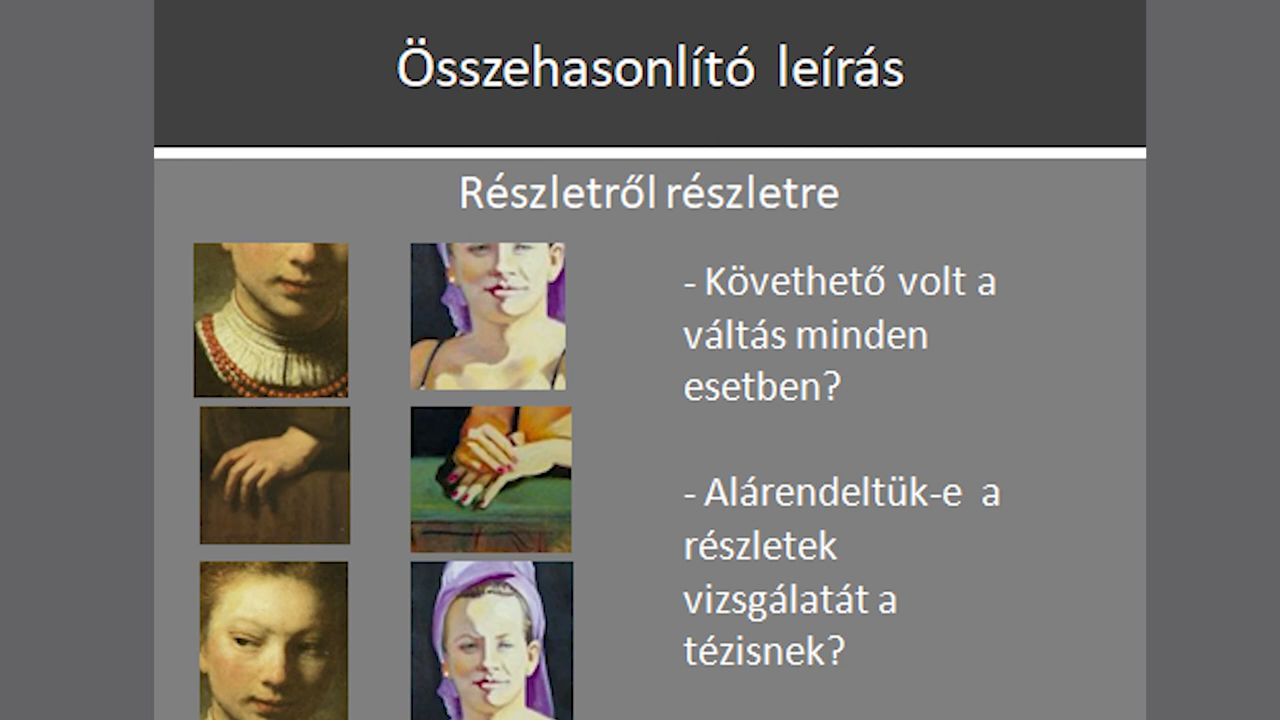 Összehasonlító leírás
Részletről részletre
- Követhető volt a
váltás minden
esetben?
- Alárendeltük-e a
részletek
vizsgálatát a
tézisnek?